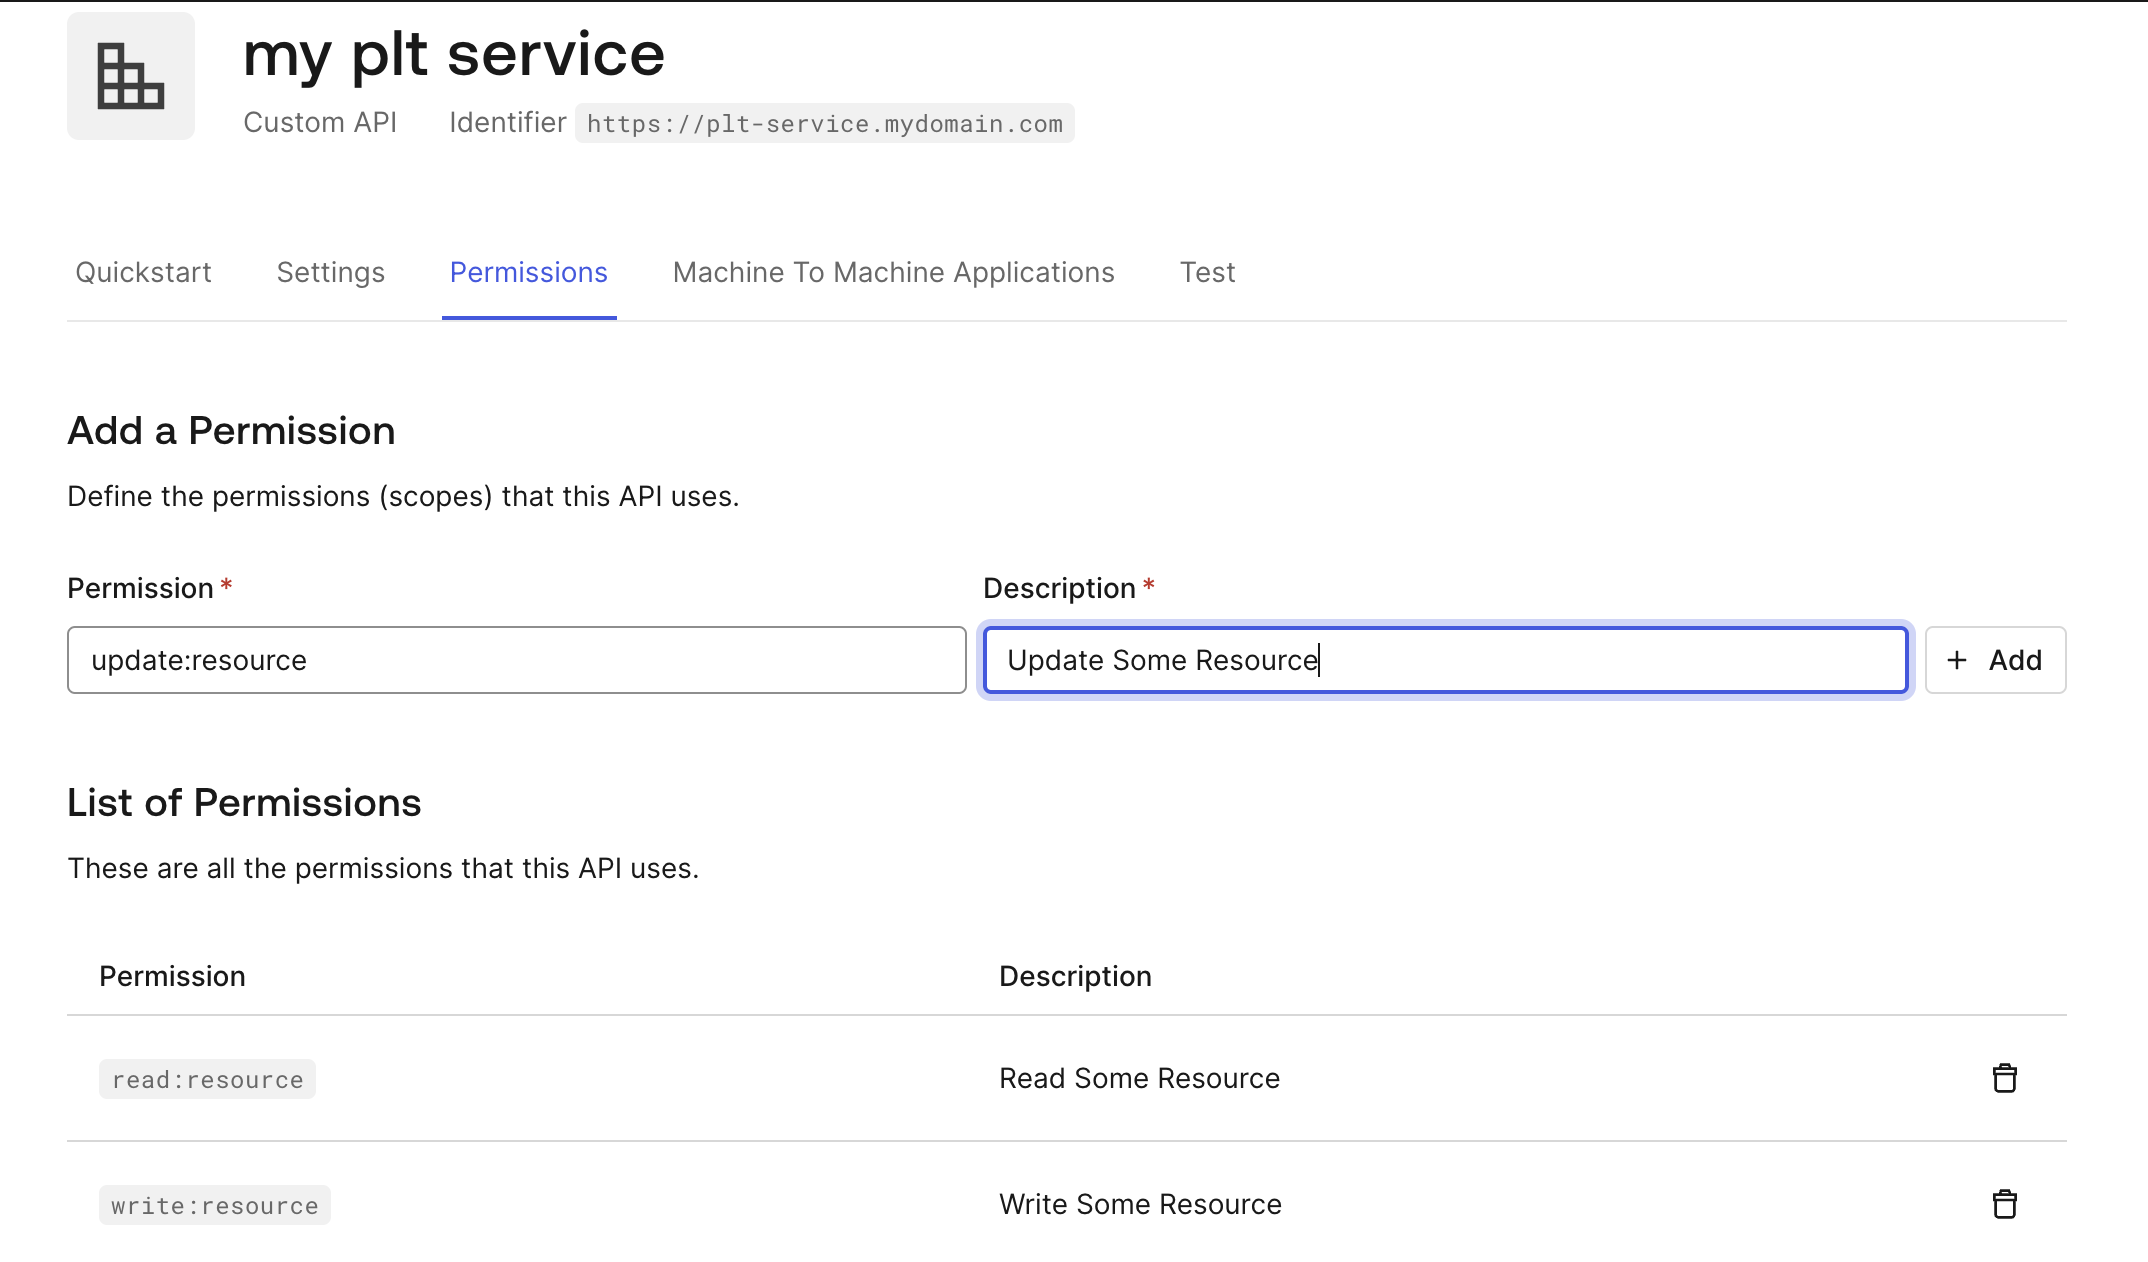 my plt service
Custom API Identifier https://plt-service.mydomain.com
Quickstart Settings Permissions Machine To Machine Applications Test
Add a Permission
Define the permissions (scopes) that this API uses.
Permission * Description *
update:resource Update Some Resource + Add
List of Permissions
These are all the permissions that this API uses.
Permission Description
read:resource Read Some Resource
write:resource Write Some Resource